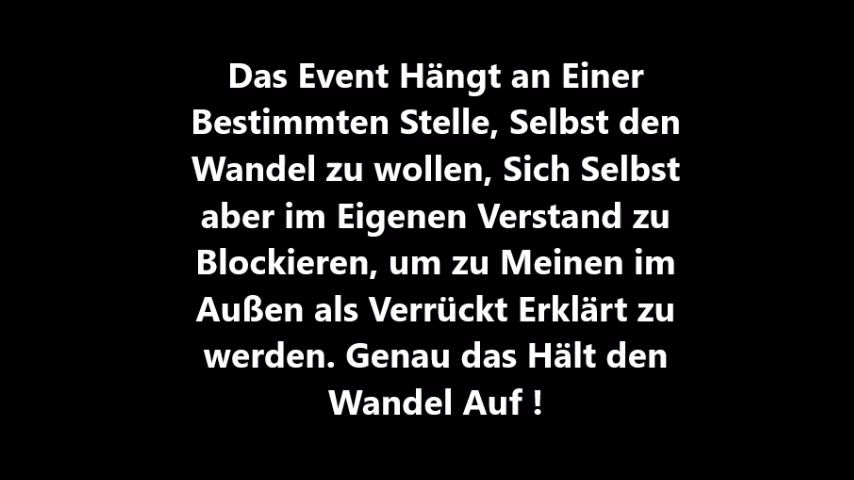 Das Event Hängt an Einer
Bestimmten Stelle, Selbst den
Wandel zu wollen, Sich Selbst
aber im Eigenen Verstand zu
Blockieren, um zu Meinen im
Außen als Verrückt Erklärt zu
werden. Genau das Hält den
Wandel Auf !